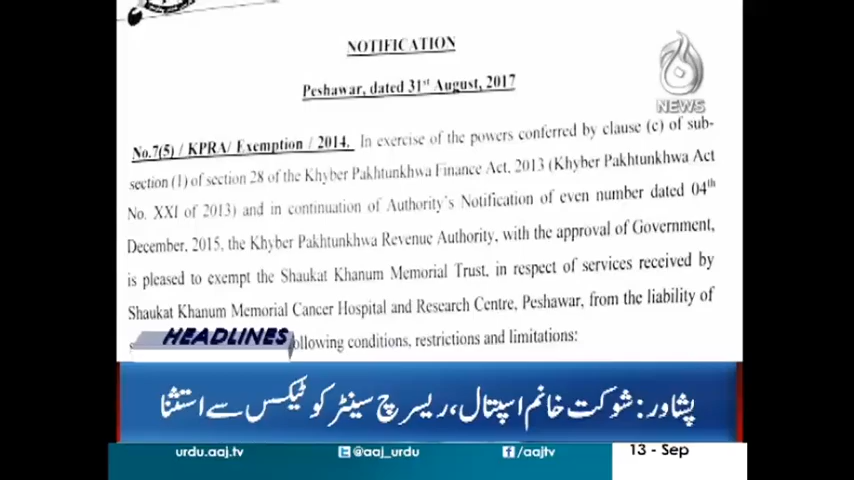 NOTIFICATION
Peshawar, dated 31st August, 2017
NEWS
No.7(5) / KPRA/ Exemption / 2014. In exercise of the powers conferred by clause (c) of sub-
section (1) of section 28 of the Khyber Pakhtunkhwa Finance Act, 2013 (Khyber Pakhtunkhwa Act
No. XXI of 2013) and in continuation of Authority's Notification of even number dated 04th
December, 2015, the Khyber Pakhtunkhwa Revenue Authority, with the approval of Government,
is pleased to exempt the Shaukat Khanum Memorial Trust, in respect of services received by
Shaukat Khanum Memorial Cancer Hospital and Research Centre, Peshawar, from the liability of
HEADLINES
ollowing conditions, restrictions and limitations:
پشاور: شوکت خانم اسپتال، ریسرچ سینٹر کو ٹیکس سے استثنا
urdu.aaj.tv @aaj_urdu /aajtv 13 - Sep